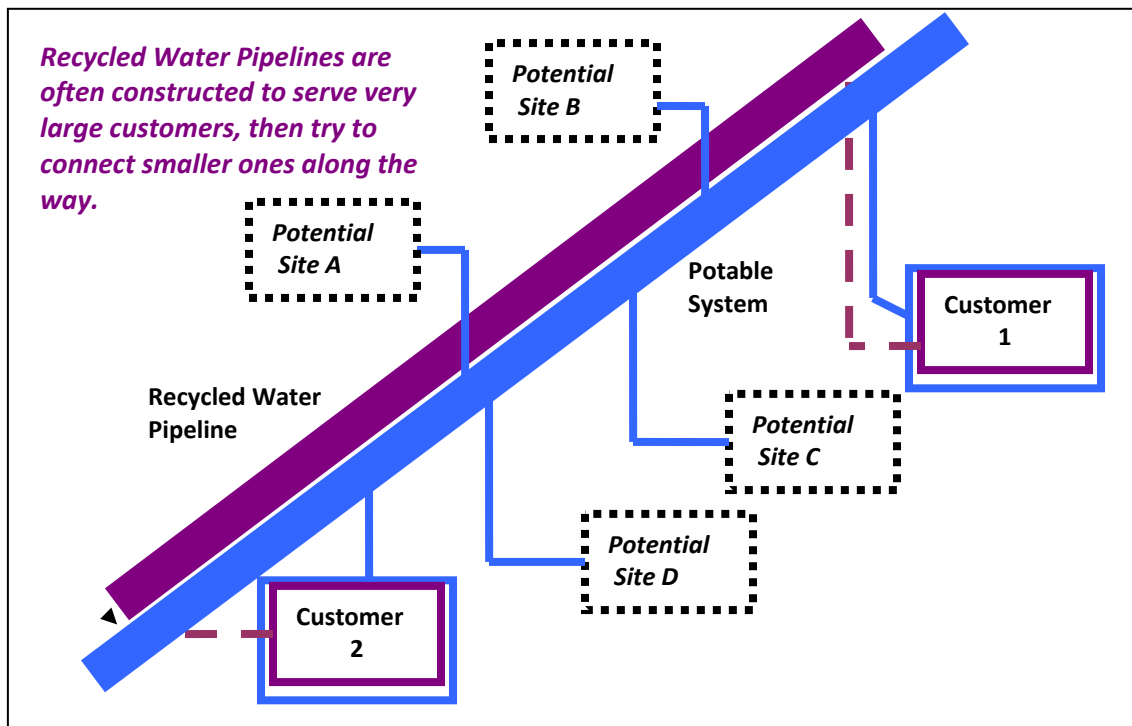 Recycled Water Pipelines are
often constructed to serve very
large customers, then try to
connect smaller ones along the
way.
Potential
Site B
Potential
Site A
Potable
System
Customer
1
Recycled Water
Pipeline
Potential
Site C
Potential
Site D
Customer
2